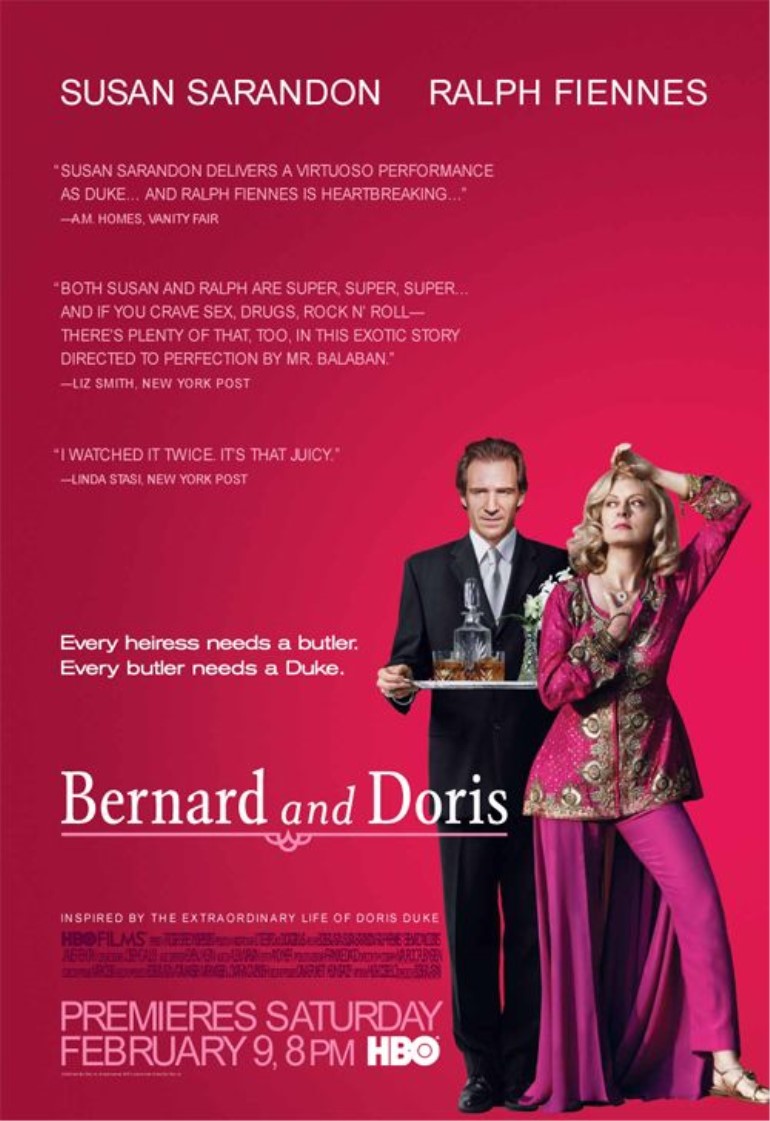 SUSAN SARANDON RALPH FIENNES
“SUSAN SARANDON DELIVERS A VIRTUOSO PERFORMANCE
AS DUKE... AND RALPH FIENNES IS HEARTBREAKING...”
—A.M. HOMES, VANITY FAIR
“BOTH SUSAN AND RALPH ARE SUPER, SUPER, SUPER...
AND IF YOU CRAVE SEX, DRUGS, ROCK N’ ROLL—
THERE’S PLENTY OF THAT, TOO, IN THIS EXOTIC STORY
DIRECTED TO PERFECTION BY MR. BALABAN.”
—LIZ SMITH, NEW YORK POST
“I WATCHED IT TWICE. IT’S THAT JUICY.”
—LINDA STASI, NEW YORK POST
Every heiress needs a butler.
Every butler needs a Duke.
Bernard and Doris
INSPIRED BY THE EXTRAORDINARY LIFE OF DORIS DUKE
HBO FILMS
PREMIERES SATURDAY
FEBRUARY 9, 8PM HBO